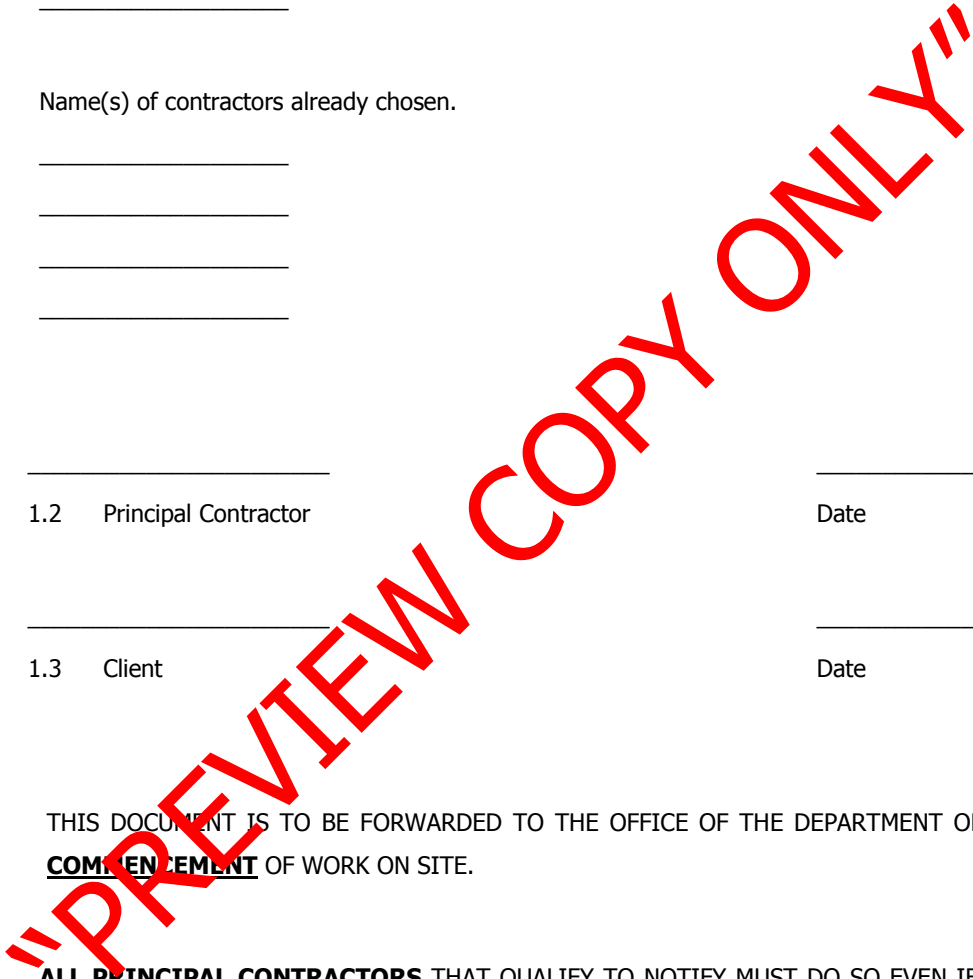 Name(s) of contractors already chosen.
1.2 Principal Contractor Date
1.3 Client Date
THIS DOCUMENT IS TO BE FORWARDED TO THE OFFICE OF THE DEPARTMENT
COMMENCEMENT OF WORK ON SITE.
ALL PRINCIPAL CONTRACTORS THAT QUALIFY TO NOTIFY MUST DO SO EVEN IF
"PREVIEW COPY ONLY"